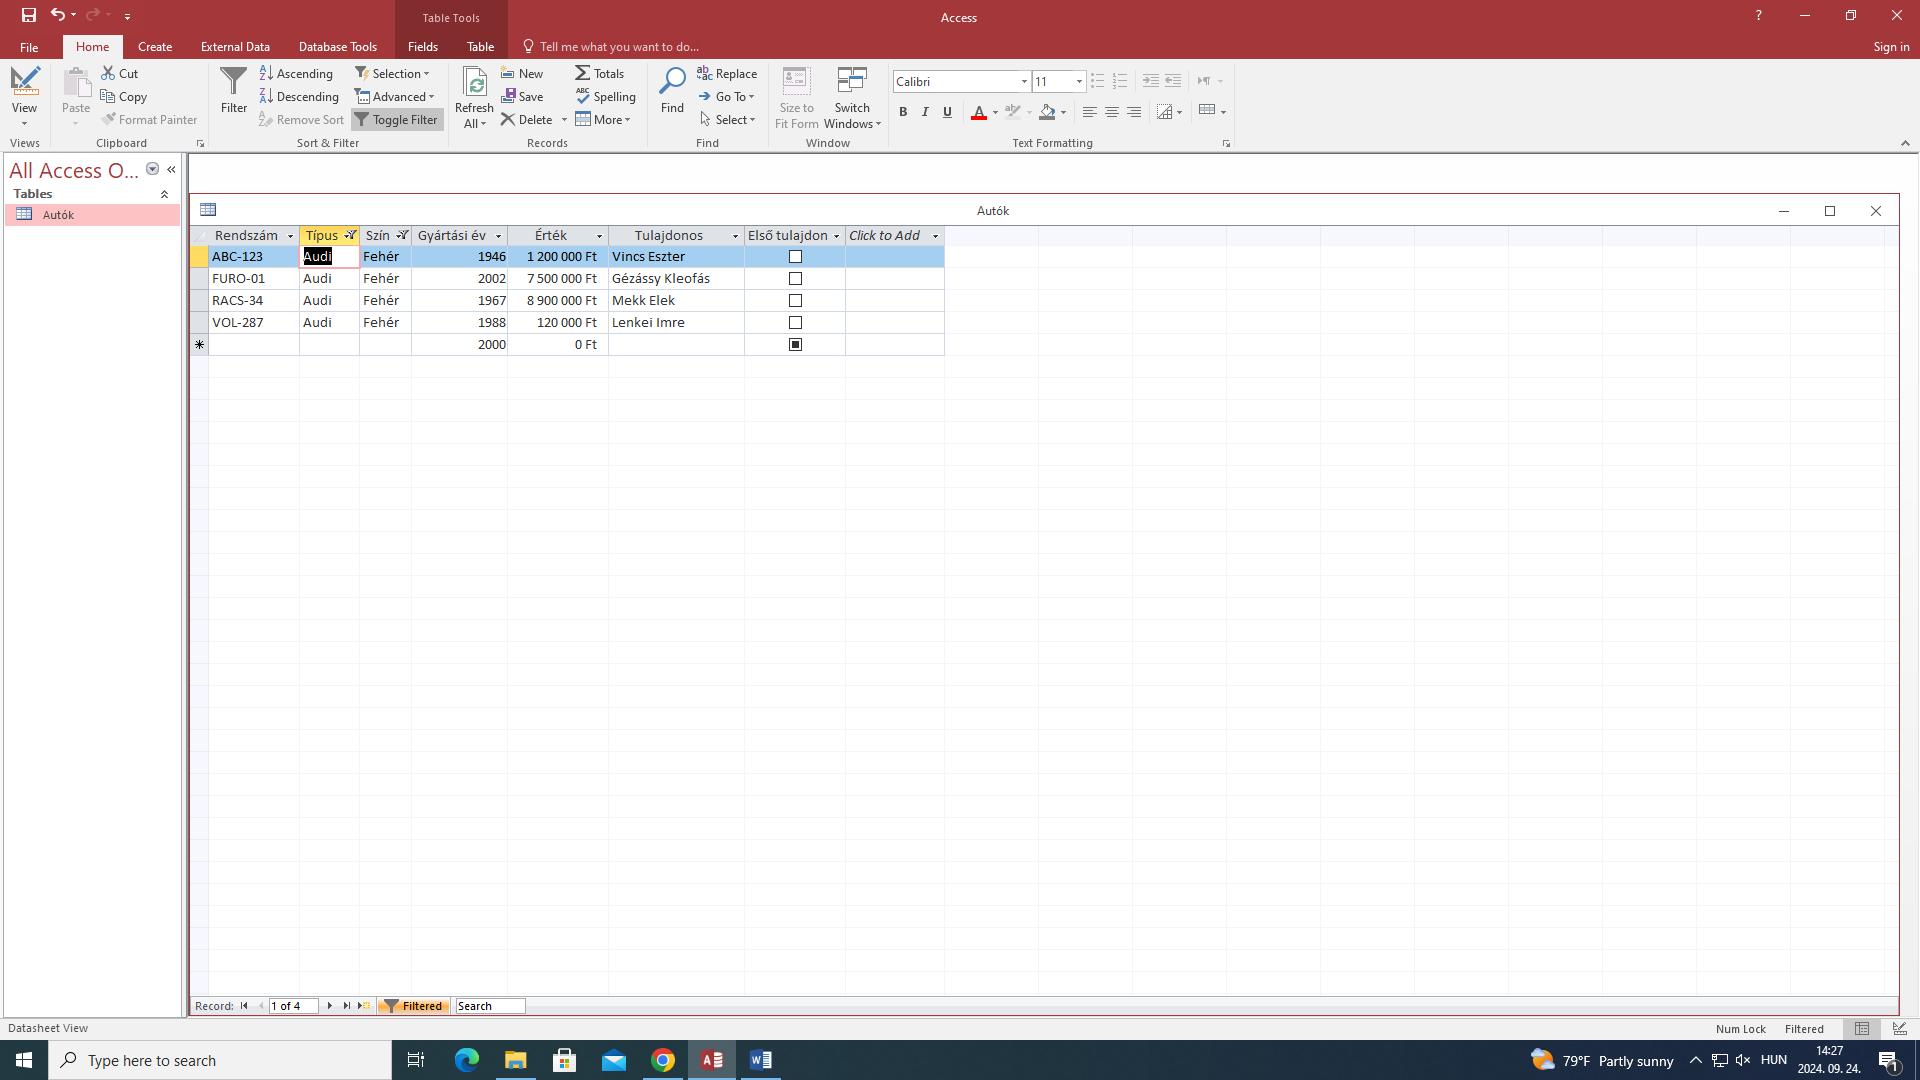 Table Tools
Access
?
File Home Create External Data Database Tools Fields Table Tell me what you want to do... Sign in
View
Views
Paste
Cut
Copy
Format Painter
Clipboard
Filter
Ascending
Descending
Remove Sort
Selection
Advanced
Toggle Filter
Sort & Filter
Refresh
All
New
Save
Delete
Totals
Spelling
More
Records
Find
Replace
Go To
Select
Find
Size to
Fit Form
Switch
Windows
Window
Calibri 11
B I U
Text Formatting
All Access O...
Tables
Autók
Autók
Rendszám Típus Szín Gyártási év Érték Tulajdonos Első tulajdon Click to Add
ABC-123 Audi Fehér 1946 1 200 000 Ft Vincs Eszter
FURO-01 Audi Fehér 2002 7 500 000 Ft Gézássy Kleofás
RACS-34 Audi Fehér 1967 8 900 000 Ft Mekk Elek
VOL-287 Audi Fehér 1988 120 000 Ft Lenkei Imre
2000 0 Ft
Record: 1 of 4 Filtered Search
Datasheet View Num Lock Filtered
Type here to search
79°F Partly sunny HUN
14:27
2024. 09. 24.
1